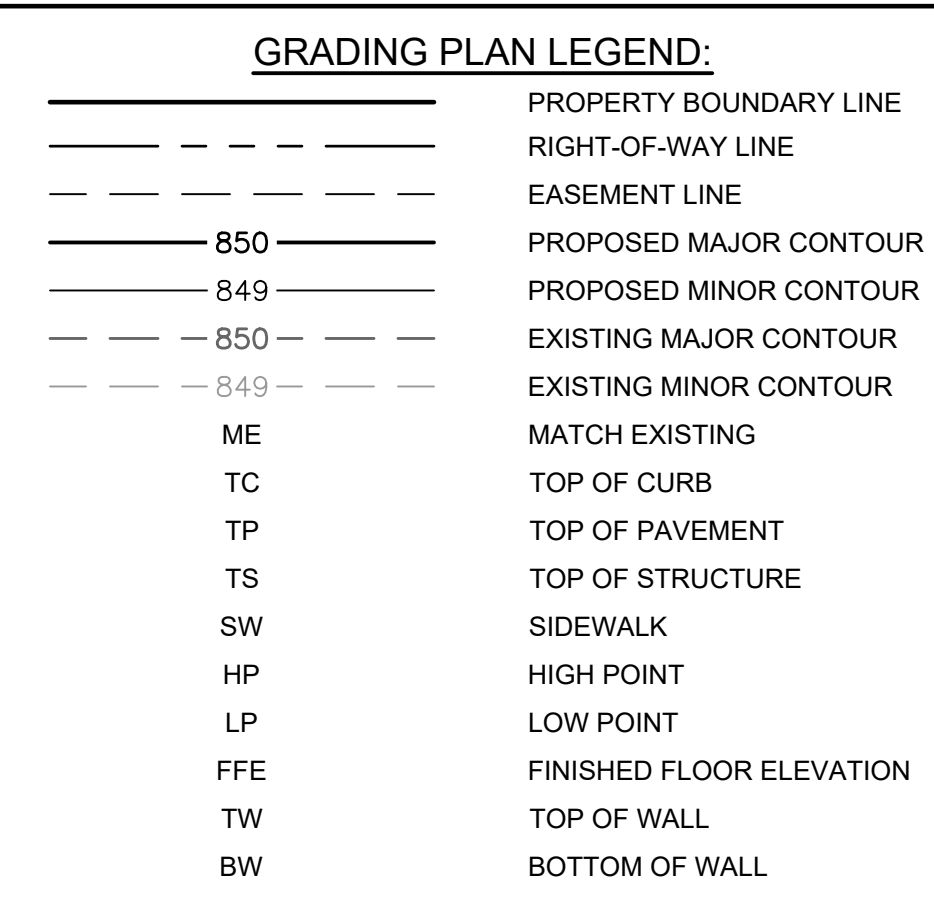 GRADING PLAN LEGEND:
PROPERTY BOUNDARY LINE
RIGHT-OF-WAY LINE
EASEMENT LINE
850 PROPOSED MAJOR CONTOUR
849 PROPOSED MINOR CONTOUR
850 EXISTING MAJOR CONTOUR
849 EXISTING MINOR CONTOUR
ME MATCH EXISTING
TC TOP OF CURB
TP TOP OF PAVEMENT
TS TOP OF STRUCTURE
SW SIDEWALK
HP HIGH POINT
LP LOW POINT
FFE FINISHED FLOOR ELEVATION
TW TOP OF WALL
BW BOTTOM OF WALL